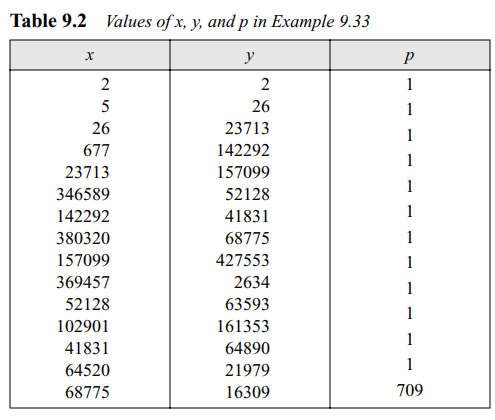 Table 9.2 Values of x, y, and p in Example 9.33
x y p
2 2 1
5 26 1
26 23713 1
677 142292 1
23713 157099
346589 52128 1
142292 41831 1
380320 68775 1
157099 427553 1
369457 2634 1
52128 63593 1
102901 161353
41831 64890 1
64520 21979 1
68775 16309 709